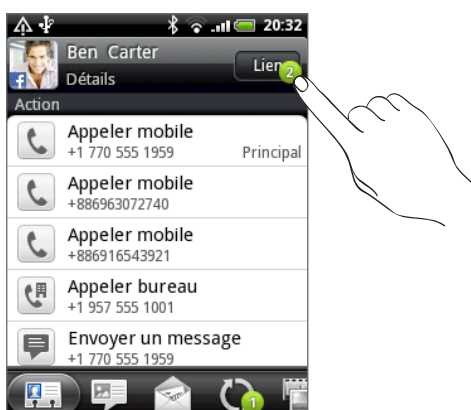 20:32
Ben Carter
Détails
Lien
2
Action
Appeler mobile
+1 770 555 1959
Principal
Appeler mobile
+886963072740
Appeler mobile
+886916543921
Appeler bureau
+1 957 555 1001
Envoyer un message
+1 770 555 1959
1